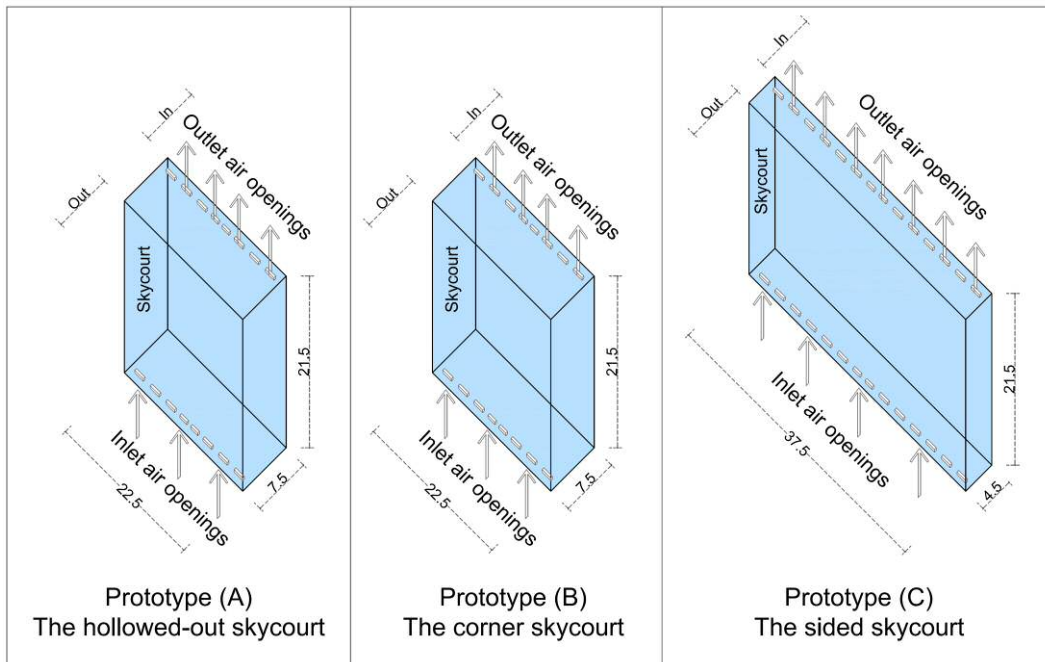 In
Out
Outlet air openings
Skycourt
21.5
Inlet air openings
7.5
22.5
Prototype (A)
The hollowed-out skycourt
In
Out
Outlet air openings
Skycourt
21.5
Inlet air openings
7.5
22.5
Prototype (B)
The corner skycourt
In
Out
Outlet air openings
Skycourt
21.5
Inlet air openings
37.5
4.5
Prototype (C)
The sided skycourt